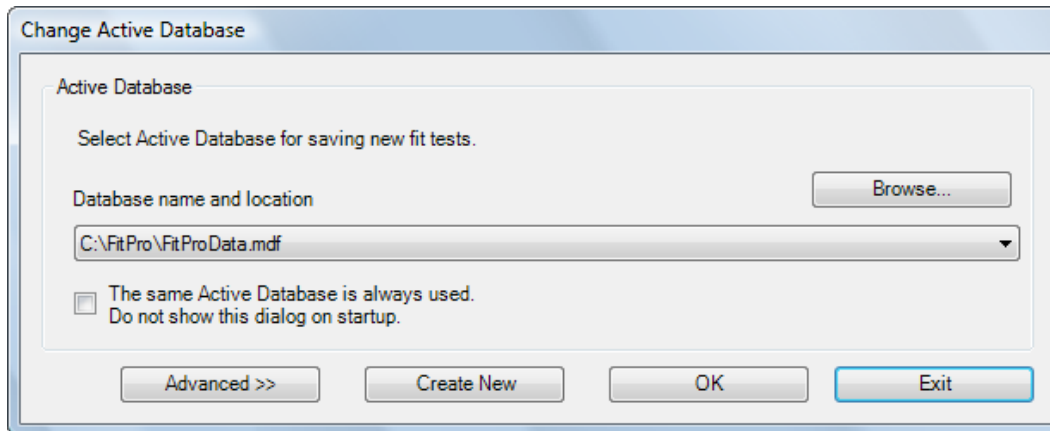 Change Active Database
Active Database
Select Active Database for saving new fit tests.
Browse...
Database name and location
C:\FitPro\FitProData.mdf
The same Active Database is always used.
Do not show this dialog on startup.
Advanced >> Create New OK Exit